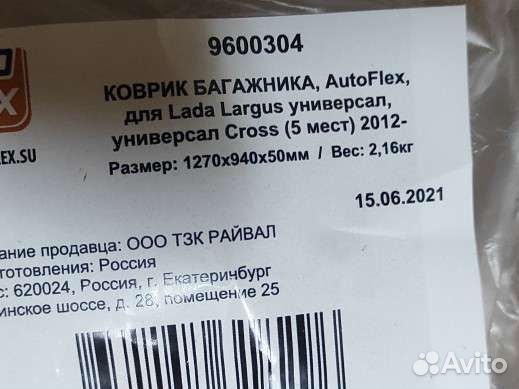 9600304
КОВРИК БАГАЖНИКА, AutoFlex,
для Lada Largus универсал,
универсал Cross (5 мест) 2012-
Размер: 1270x940x50мм / Вес: 2,16кг
EX.SU
15.06.2021
ание продавца: ООО ТЗК РАЙВАЛ
готовления: Россия
с: 620024, Россия, г. Екатеринбург
инское шоссе, д. 28, помещение 25
Avito